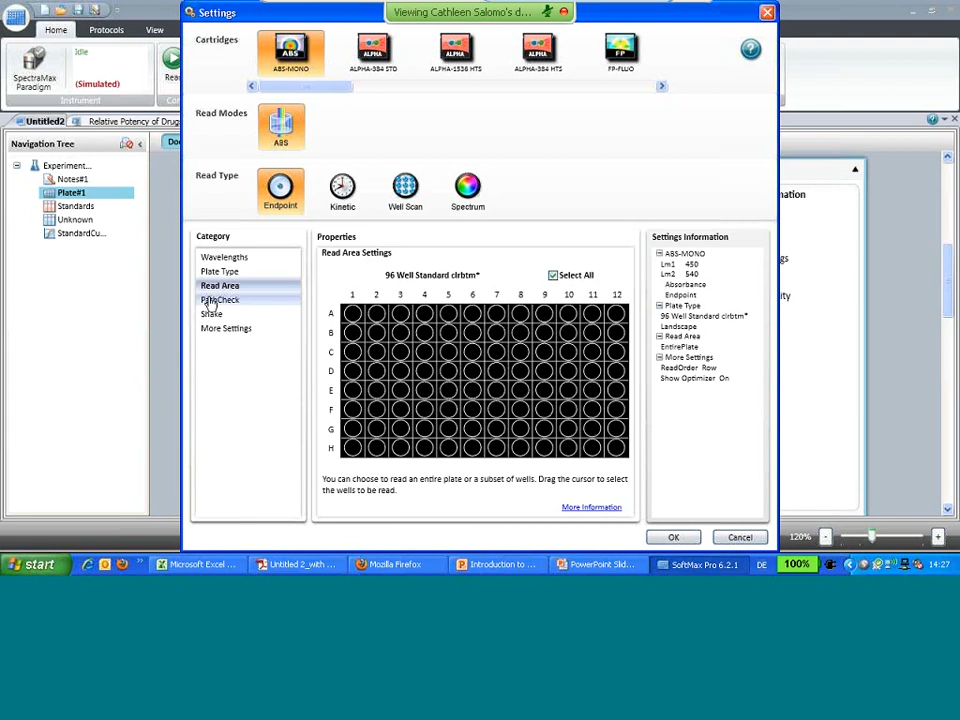 Settings
Viewing Cathleen Salomo's d...
Cartridges
ABS-MONO
ALPHA-384 STD
ALPHA-1536 HTS
ALPHA-384 HTS
FP-FLUO
Read Modes
ABS
Read Type
Endpoint
Kinetic
Well Scan
Spectrum
Category
Wavelengths
Plate Type
Read Area
PathCheck
Shake
More Settings
Properties
Read Area Settings
96 Well Standard clrbtm*
Select All
1 2 3 4 5 6 7 8 9 10 11 12
A
B
C
D
E
F
G
H
You can choose to read an entire plate or a subset of wells. Drag the cursor to select
the wells to be read.
More Information
Settings Information
ABS-MONO
Lm1 450
Lm2 540
Absorbance
Endpoint
Plate Type
96 Well Standard clrbtm*
Landscape
Read Area
EntirePlate
More Settings
ReadOrder Row
Show Optimizer On
OK
Cancel
Home
Protocols
View
SpectraMax
Paradigm
Idle
(Simulated)
Instrument
Untitled2
Relative Potency of Drug
Navigation Tree
Experiment...
Notes#1
Plate#1
Standards
Unknown
StandardCu...
120%
start
Microsoft Excel ...
Untitled 2_with ...
Mozilla Firefox
Introduction to ...
PowerPoint Slid...
SoftMax Pro 6.2.1
DE
100%
14:27